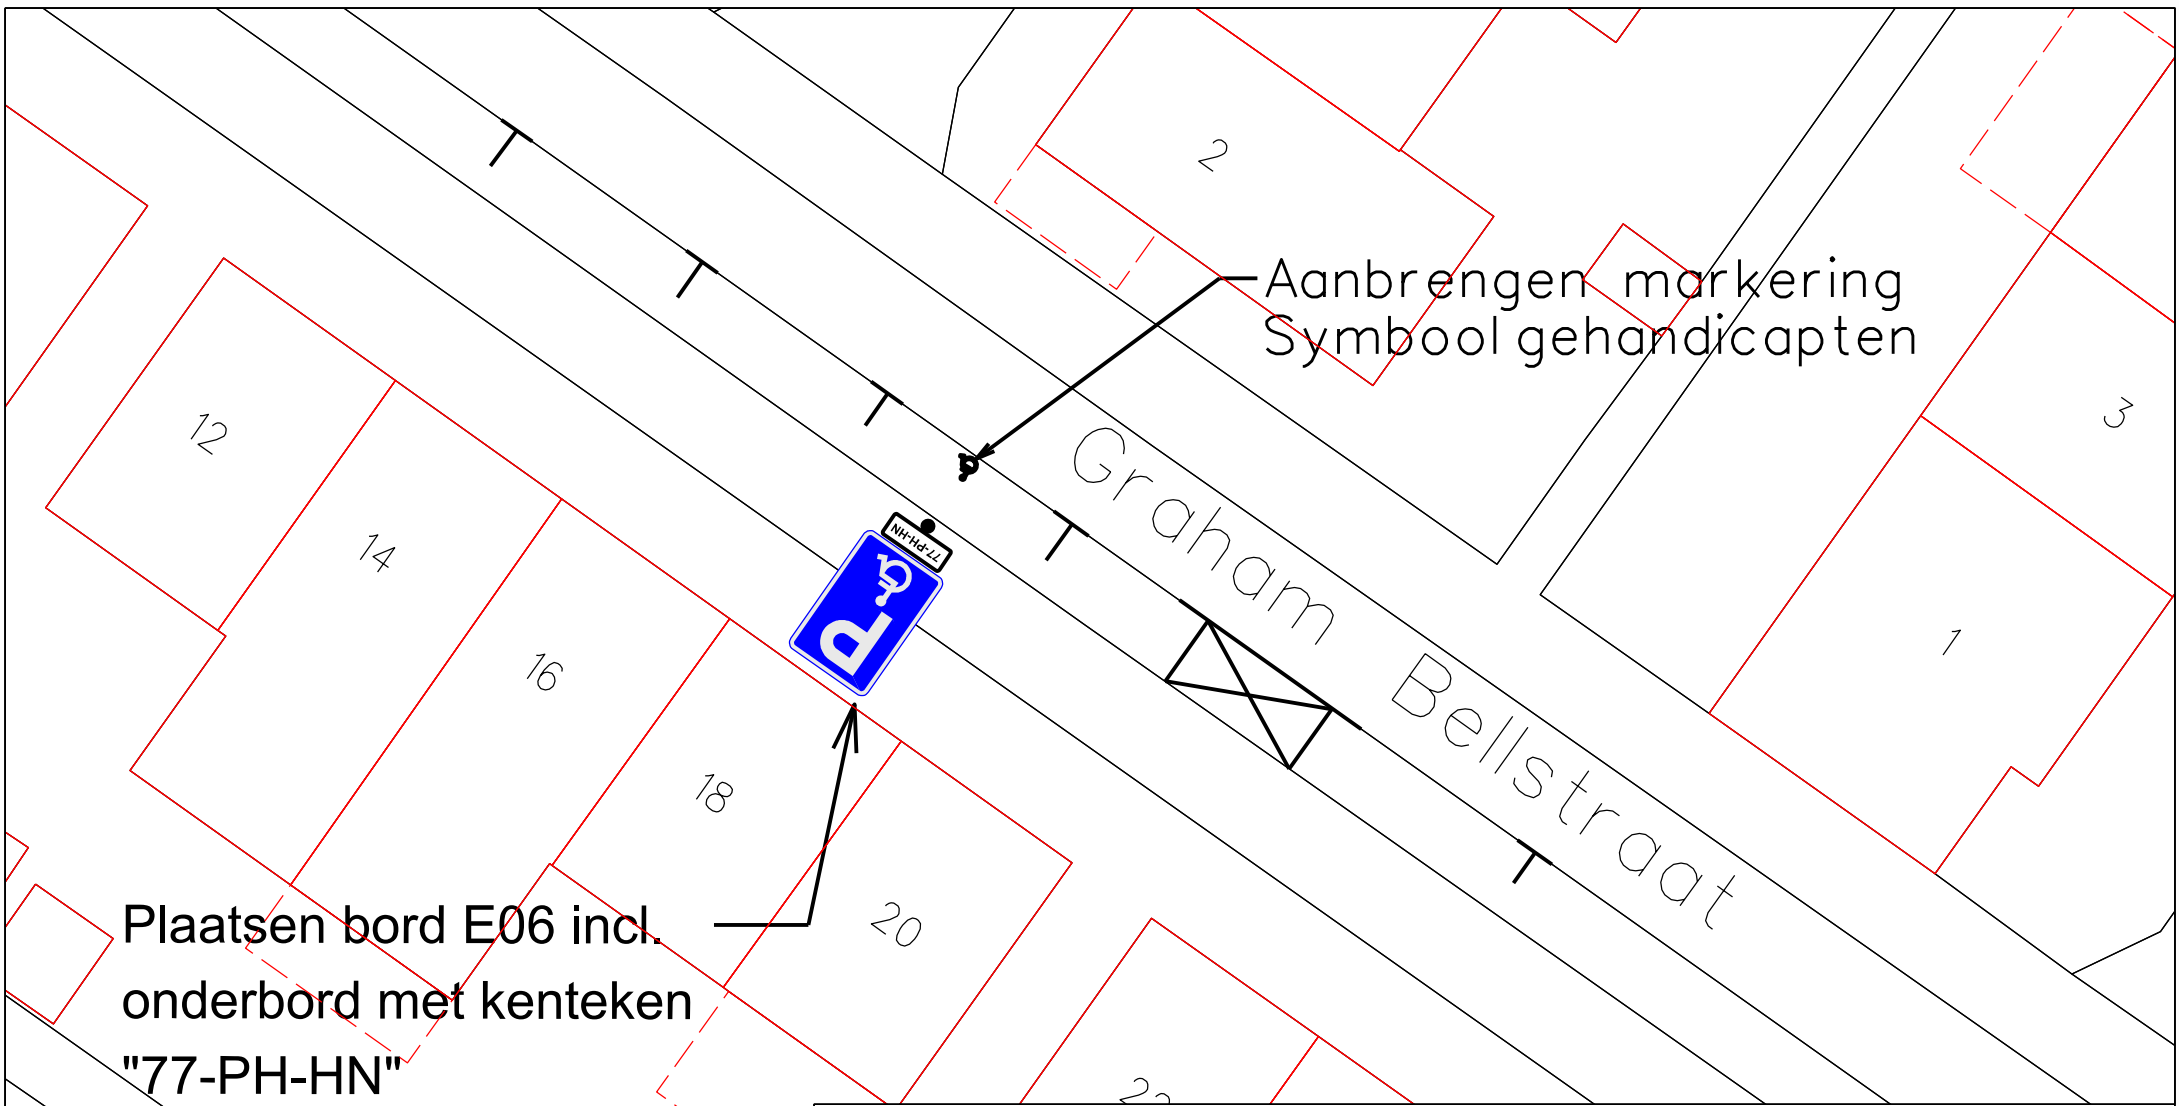 2
Aanbrengen markering
Symbool gehandicapten
3
12
Graham Bellstraat
14
77-PH-HN
P
1
16
18
20
Plaatsen bord E06 incl.
onderbord met kenteken
"77-PH-HN"